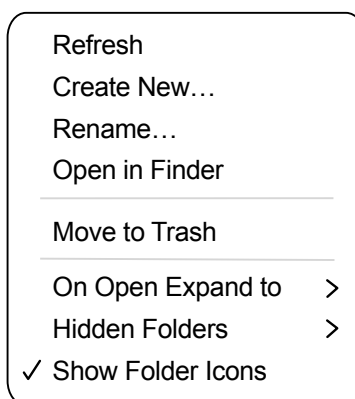 Refresh
Create New…
Rename…
Open in Finder
Move to Trash
On Open Expand to >
Hidden Folders >
✓ Show Folder Icons